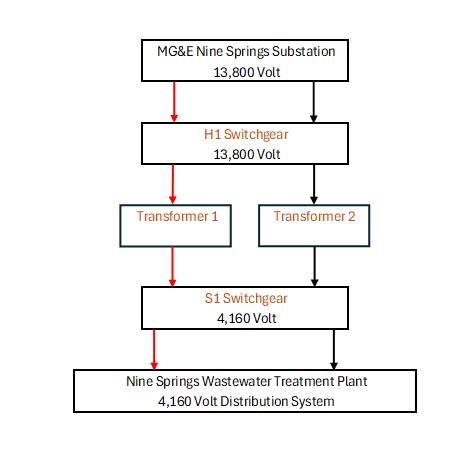 MG&E Nine Springs Substation
13,800 Volt
H1 Switchgear
13,800 Volt
Transformer 1
Transformer 2
S1 Switchgear
4,160 Volt
Nine Springs Wastewater Treatment Plant
4,160 Volt Distribution System